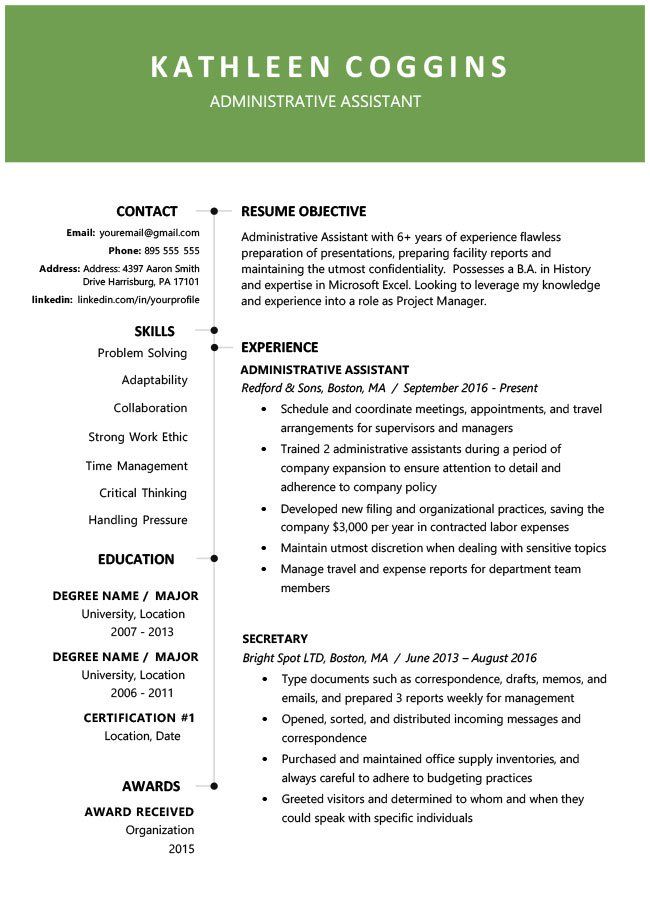 KATHLEEN COGGINS
ADMINISTRATIVE ASSISTANT
CONTACT
Email: youremail@gmail.com
Phone: 895 555 555
Address: Address: 4397 Aaron Smith
Drive Harrisburg, PA 17101
linkedin: linkedin.com/in/yourprofile
SKILLS
Problem Solving
Adaptability
Collaboration
Strong Work Ethic
Time Management
Critical Thinking
Handling Pressure
EDUCATION
DEGREE NAME / MAJOR
University, Location
2007 - 2013
DEGREE NAME / MAJOR
University, Location
2006 - 2011
CERTIFICATION #1
Location, Date
AWARDS
AWARD RECEIVED
Organization
2015
RESUME OBJECTIVE
Administrative Assistant with 6+ years of experience flawless
preparation of presentations, preparing facility reports and
maintaining the utmost confidentiality. Possesses a B.A. in History
and expertise in Microsoft Excel. Looking to leverage my knowledge
and experience into a role as Project Manager.
EXPERIENCE
ADMINISTRATIVE ASSISTANT
Redford & Sons, Boston, MA / September 2016 - Present
• Schedule and coordinate meetings, appointments, and travel
arrangements for supervisors and managers
• Trained 2 administrative assistants during a period of
company expansion to ensure attention to detail and
adherence to company policy
• Developed new filing and organizational practices, saving the
company $3,000 per year in contracted labor expenses
• Maintain utmost discretion when dealing with sensitive topics
• Manage travel and expense reports for department team
members
SECRETARY
Bright Spot LTD, Boston, MA / June 2013 – August 2016
• Type documents such as correspondence, drafts, memos, and
emails, and prepared 3 reports weekly for management
• Opened, sorted, and distributed incoming messages and
correspondence
• Purchased and maintained office supply inventories, and
always careful to adhere to budgeting practices
• Greeted visitors and determined to whom and when they
could speak with specific individuals